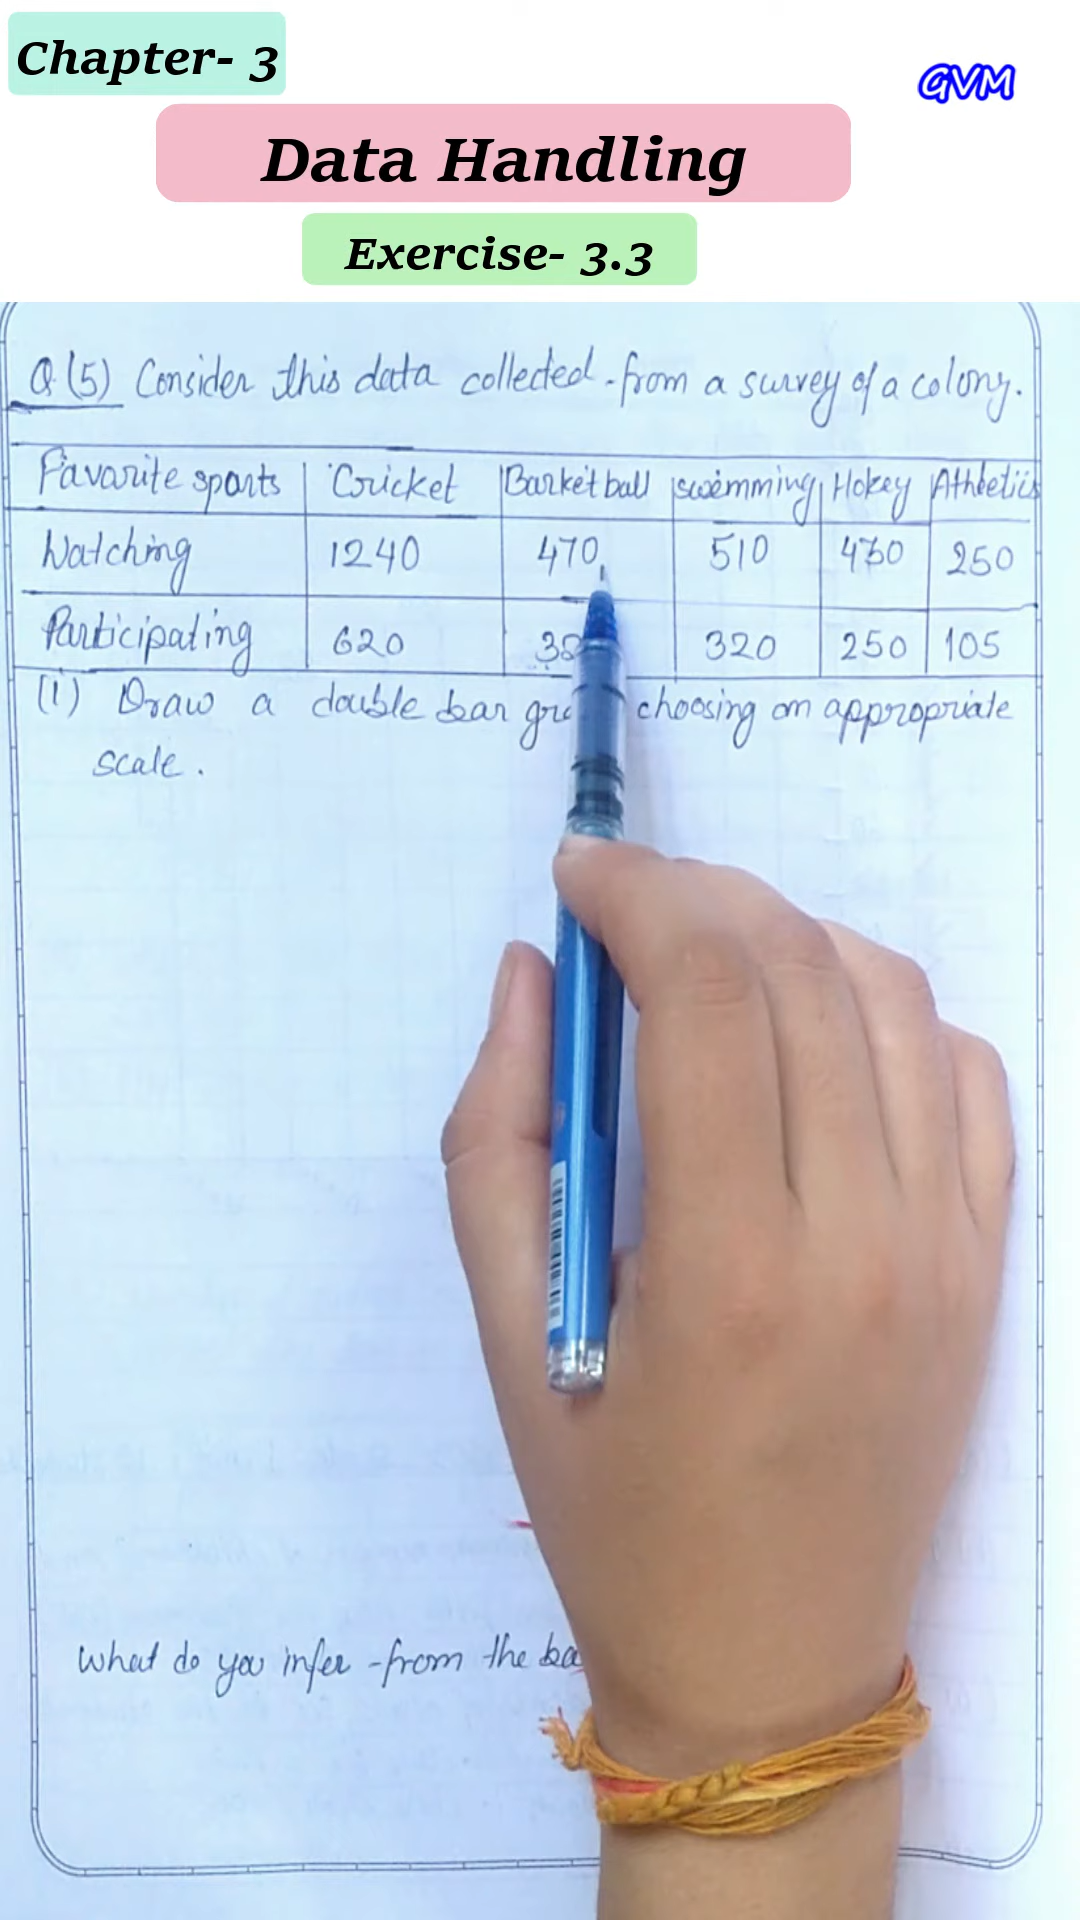 Chapter- 3
GVM
Data Handling
Exercise- 3.3
Q.(5) Consider this data collected from a survey of a colony.
Favorite sports Cricket Barketball swimming Hokey Athletics
Watching 1240 470 510 430 250
Participating 620 320 250 105
(i) Draw a double bar choosing an appropriate
scale.
What do you infer from the